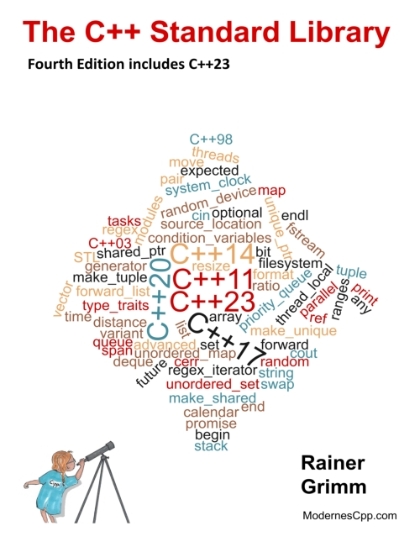 The C++ Standard Library
Fourth Edition includes C++23
C++98
threads
move
expected
pair
system_clock
random_device
map
modules
cin
optional
unique_ptr
endl
tasks
regex
source_location
fstream
C++03
condition_variables
STL
shared_ptr
C++14
bit
filesystem
generator
C++20
resize
format
tuple
make_tuple
C++11
ratio
thread_local
vector
forward_list
priority_queue
parallel
print
type_traits
C++23
ref
ranges
any
time
distance
list
array
variant
C++17
make_unique
queue
advanced
set
forward
span
unordered_map
cout
deque
cerr
random
future
regex_iterator
string
unordered_set
swap
make_shared
calendar
end
promise
begin
stack
Rainer
Grimm
ModernesCpp.com